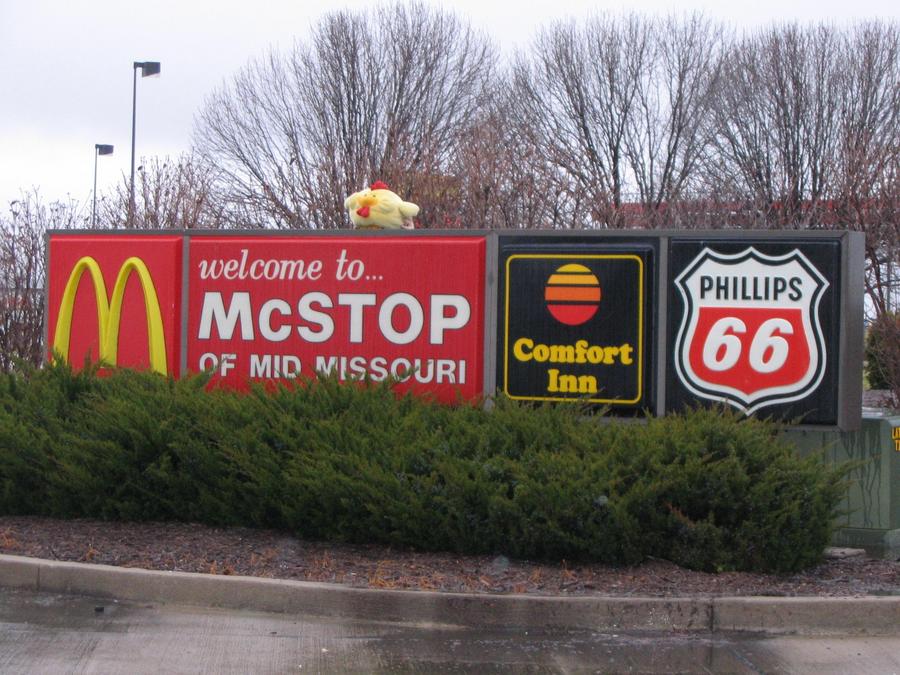 welcome to...
McSTOP
OF MID MISSOURI
Comfort
Inn
PHILLIPS
66